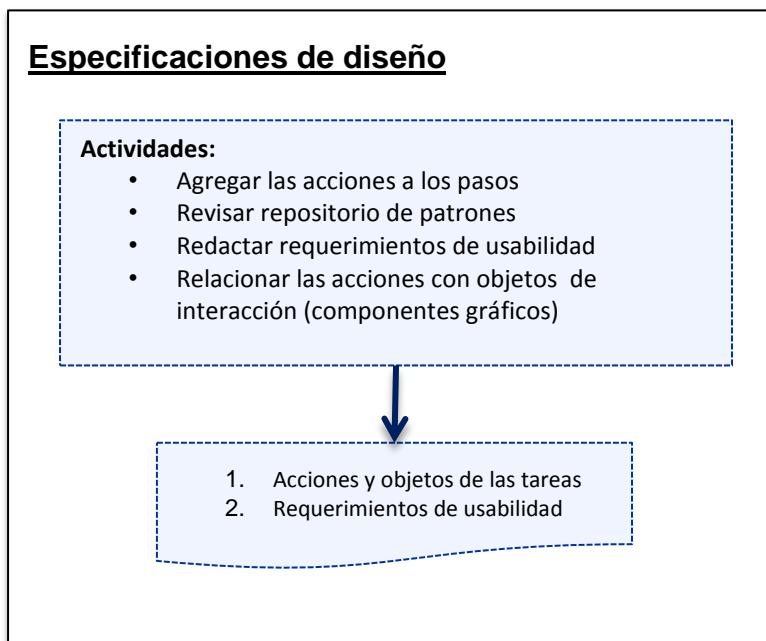 Especificaciones de diseño
Actividades:
• Agregar las acciones a los pasos
• Revisar repositorio de patrones
• Redactar requerimientos de usabilidad
• Relacionar las acciones con objetos de
interacción (componentes gráficos)
1. Acciones y objetos de las tareas
2. Requerimientos de usabilidad